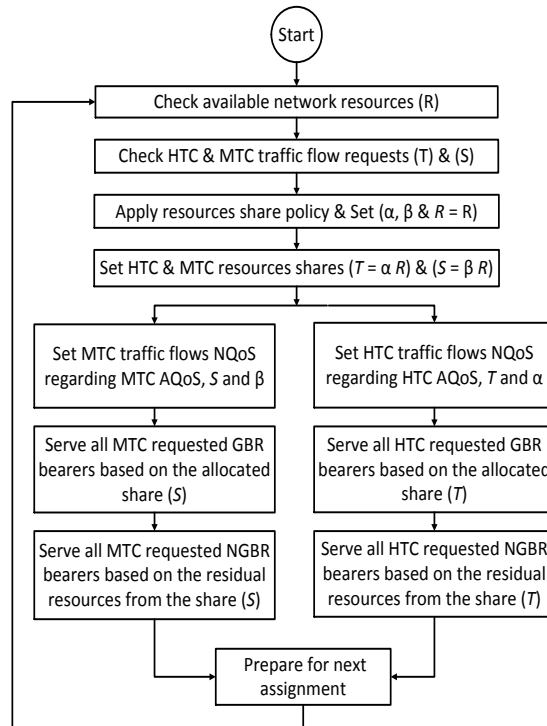 Start
Check available network resources (R)
Check HTC & MTC traffic flow requests (T) & (S)
Apply resources share policy & Set (α, β & R = R)
Set HTC & MTC resources shares (T = α R) & (S = β R)
Set MTC traffic flows NQoS
regarding MTC AQOS, S and β
Serve all MTC requested GBR
bearers based on the allocated
share (S)
Serve all MTC requested NGBR
bearers based on the residual
resources from the share (S)
Set HTC traffic flows NQoS
regarding HTC AQOS, T and α
Serve all HTC requested GBR
bearers based on the allocated
share (T)
Serve all HTC requested NGBR
bearers based on the residual
resources from the share (T)
Prepare for next
assignment